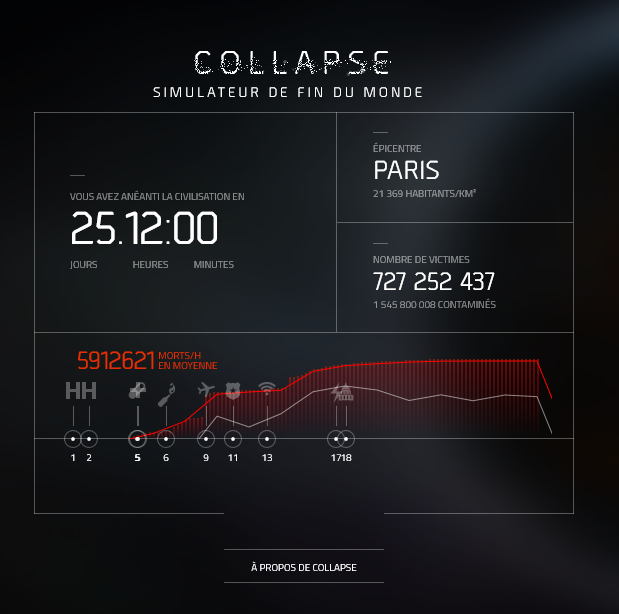 COLLAPSE
SIMULATEUR DE FIN DU MONDE
VOUS AVEZ ANÉANTI LA CIVILISATION EN
25.12:00
JOURS HEURES MINUTES
ÉPICENTRE
PARIS
21 369 HABITANTS/KM²
NOMBRE DE VICTIMES
727 252 437
1 545 800 008 CONTAMINÉS
5912621 MORTS/H
EN MOYENNE
H H
1 2 5 6 9 11 13 17 18
À PROPOS DE COLLAPSE